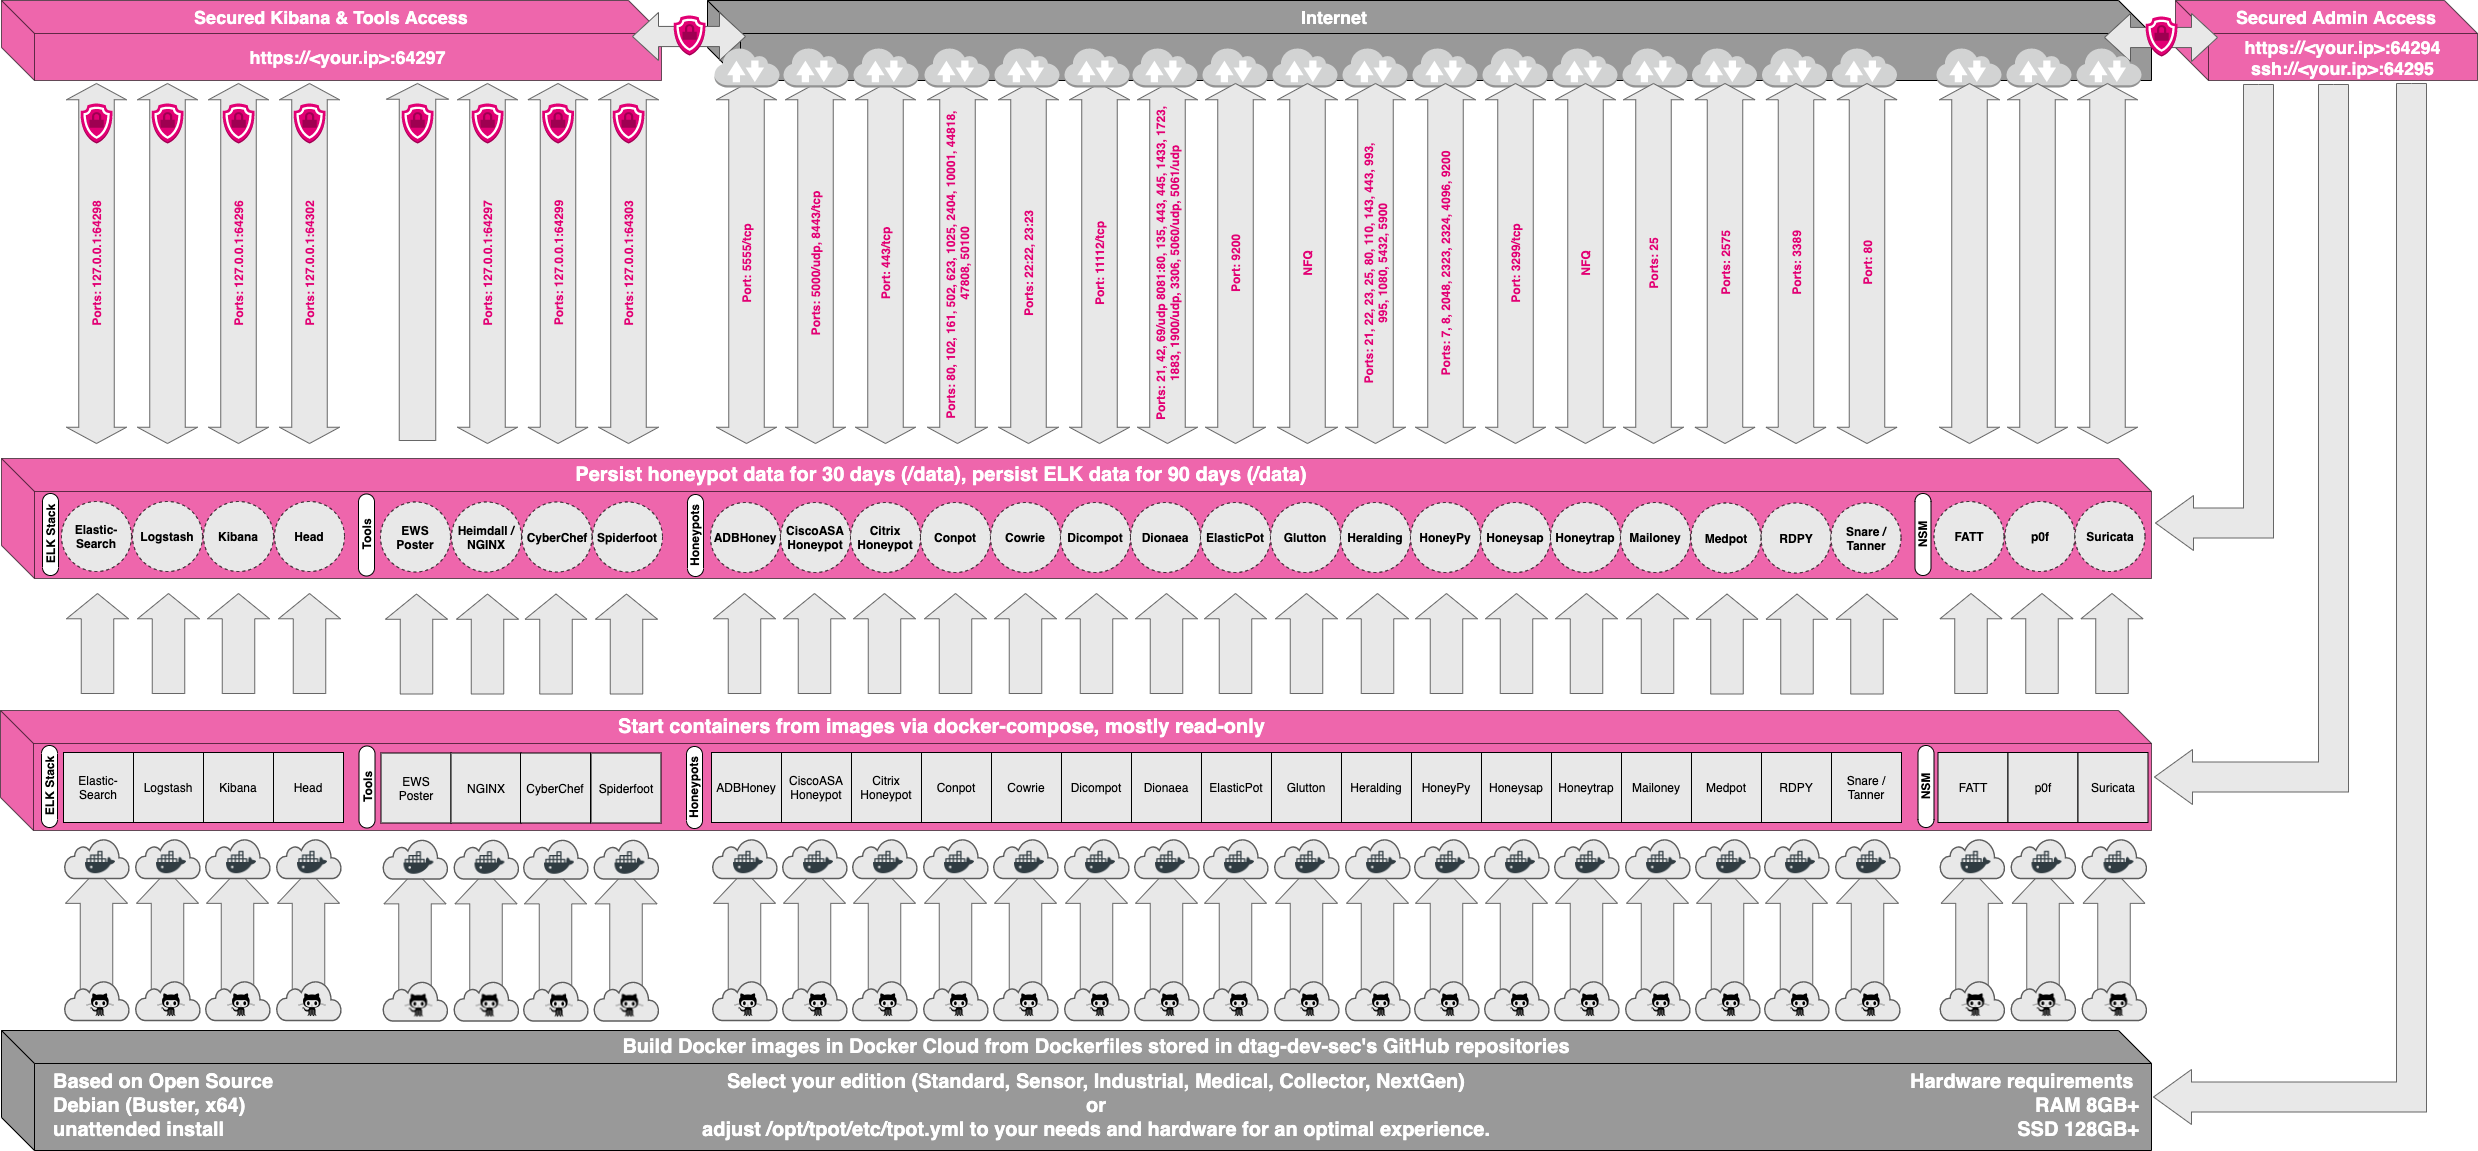 Secured Kibana & Tools Access
https://<your.ip>:64297
Internet
Secured Admin Access
https://<your.ip>:64294
ssh://<your.ip>:64295
Ports: 127.0.0.1:64298
Ports: 127.0.0.1:64296
Ports: 127.0.0.1:64302
Ports: 127.0.0.1:64297
Ports: 127.0.0.1:64299
Ports: 127.0.0.1:64303
Port: 5555/tcp
Ports: 5000/udp, 8443/tcp
Port: 443/tcp
Ports: 80, 102, 161, 502, 623, 1025, 2404, 10001, 44818,
47808, 50100
Ports: 22:22, 23:23
Port: 11112/tcp
Ports: 21, 42, 69/udp 8081:80, 135, 443, 445, 1433, 1723,
1883, 1900/udp, 3306, 5060/udp, 5061/udp
Port: 9200
NFQ
Ports: 21, 22, 23, 25, 80, 110, 143, 443, 993,
995, 1080, 5432, 5900
Ports: 7, 8, 2048, 2323, 2324, 4096, 9200
Port: 3299/tcp
NFQ
Ports: 25
Ports: 2575
Ports: 3389
Port: 80
Persist honeypot data for 30 days (/data), persist ELK data for 90 days (/data)
ELK Stack
Elastic-
Search
Logstash
Kibana
Head
Tools
EWS
Poster
Heimdall /
NGINX
CyberChef
Spiderfoot
Honeypots
ADBHoney
CiscoASA
Honeypot
Citrix
Honeypot
Conpot
Cowrie
Dicompot
Dionaea
ElasticPot
Glutton
Heralding
HoneyPy
Honeysap
Honeytrap
Mailoney
Medpot
RDPY
Snare /
Tanner
NSM
FATT
p0f
Suricata
Start containers from images via docker-compose, mostly read-only
ELK Stack
Elastic-
Search
Logstash
Kibana
Head
Tools
EWS
Poster
NGINX
CyberChef
Spiderfoot
Honeypots
ADBHoney
CiscoASA
Honeypot
Citrix
Honeypot
Conpot
Cowrie
Dicompot
Dionaea
ElasticPot
Glutton
Heralding
HoneyPy
Honeysap
Honeytrap
Mailoney
Medpot
RDPY
Snare /
Tanner
NSM
FATT
p0f
Suricata
Build Docker images in Docker Cloud from Dockerfiles stored in dtag-dev-sec's GitHub repositories
Based on Open Source
Debian (Buster, x64)
unattended install
Select your edition (Standard, Sensor, Industrial, Medical, Collector, NextGen)
or
adjust /opt/tpot/etc/tpot.yml to your needs and hardware for an optimal experience.
Hardware requirements
RAM 8GB+
SSD 128GB+